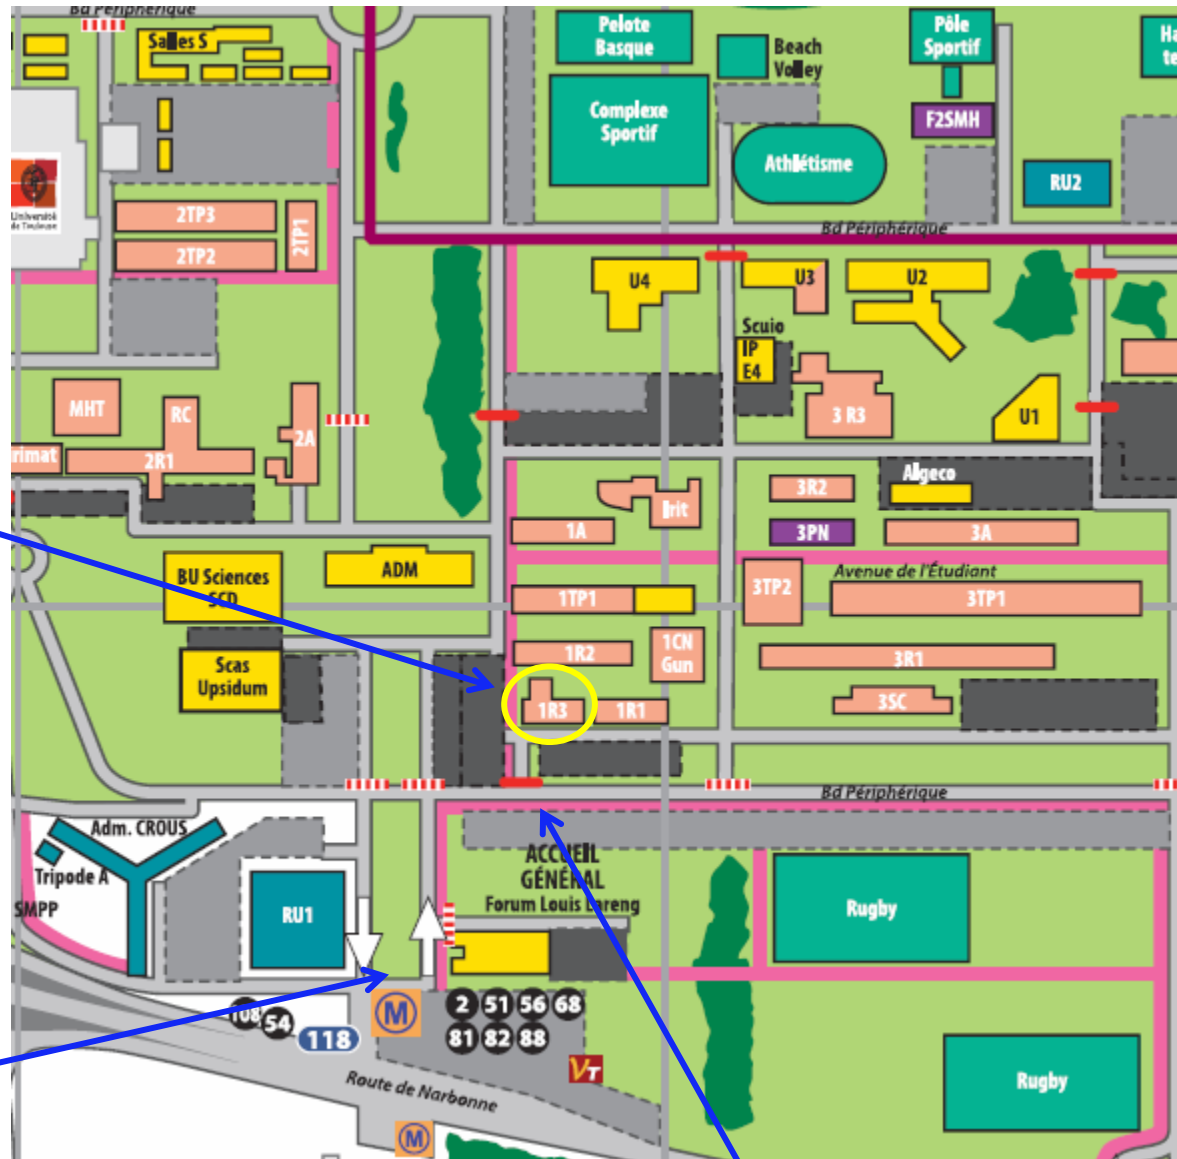 Bd Périphérique
Salles S
Pelote
Basque
Beach
Volley
Pôle
Sportif
Complexe
Sportif
F2SMH
Athlétisme
RU2
Université
de Toulouse
2TP3
2TP1
2TP2
Bd Périphérique
U4
U3
U2
Scuio
IP
E4
MHT
RC
2A
3 R3
U1
2R1
Algeco
3R2
Irit
1A
3PN
3A
BU Sciences
SCD
ADM
Avenue de l'Étudiant
3TP2
1TP1
3TP1
1R2
1CN
Gun
3R1
Scas
Upsidum
1R3
1R1
3SC
Bd Périphérique
Adm. CROUS
Tripode A
SMPP
RU1
ACCUEIL
GÉNÉRAL
Forum Louis Lareng
Rugby
M
2 51 56 68
81 82 88
108
54
118
VT
Route de Narbonne
Rugby
M